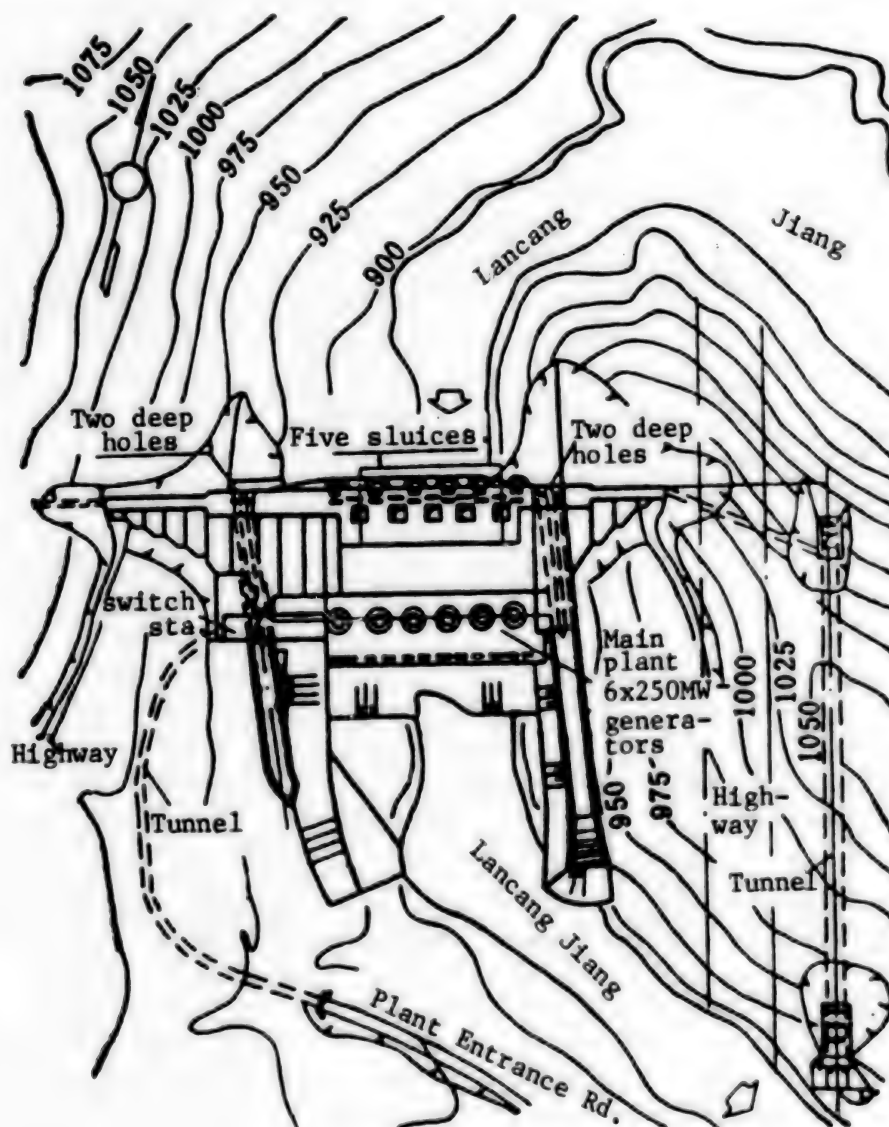 1075
1050
1025
1000
975
950
925
900
Lancang
Jiang
Two deep
holes
Five sluices
Two deep
holes
switch
sta
Main
plant
6x250MW
genera-
tors
1000
1025
1050
950
975
Highway
Tunnel
High-
way
Tunnel
Lancang Jiang
Plant Entrance Rd.